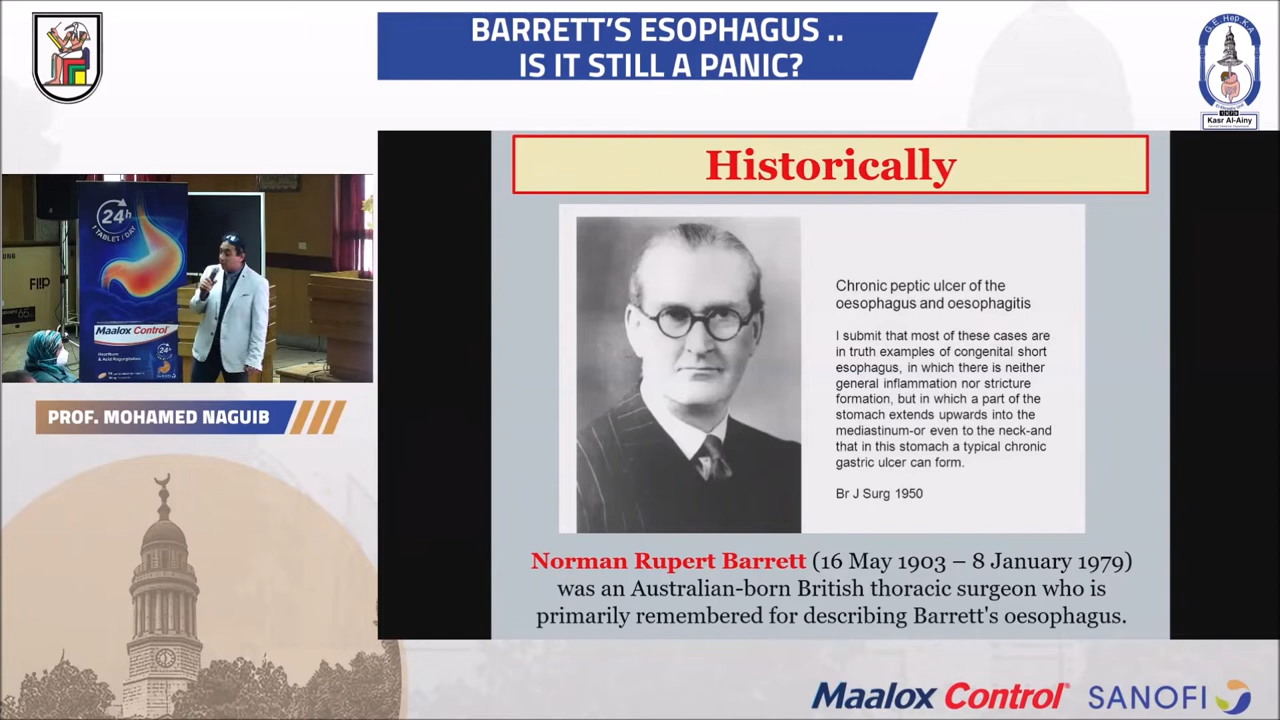 BARRETT'S ESOPHAGUS ..
IS IT STILL A PANIC?
Kasr Al-Ainy
Historically
24h
1 TABLET / DAY
FLIP
Maalox Control
Heartburn
& Acid Regurgitation
24h
Chronic peptic ulcer of the
oesophagus and oesophagitis
I submit that most of these cases are
in truth examples of congenital short
esophagus, in which there is neither
general inflammation nor stricture
formation, but in which a part of the
stomach extends upwards into the
mediastinum-or even to the neck-and
that in this stomach a typical chronic
gastric ulcer can form.
Br J Surg 1950
PROF. MOHAMED NAGUIB
Norman Rupert Barrett (16 May 1903 – 8 January 1979)
was an Australian-born British thoracic surgeon who is
primarily remembered for describing Barrett's oesophagus.
Maalox Control
SANOFI